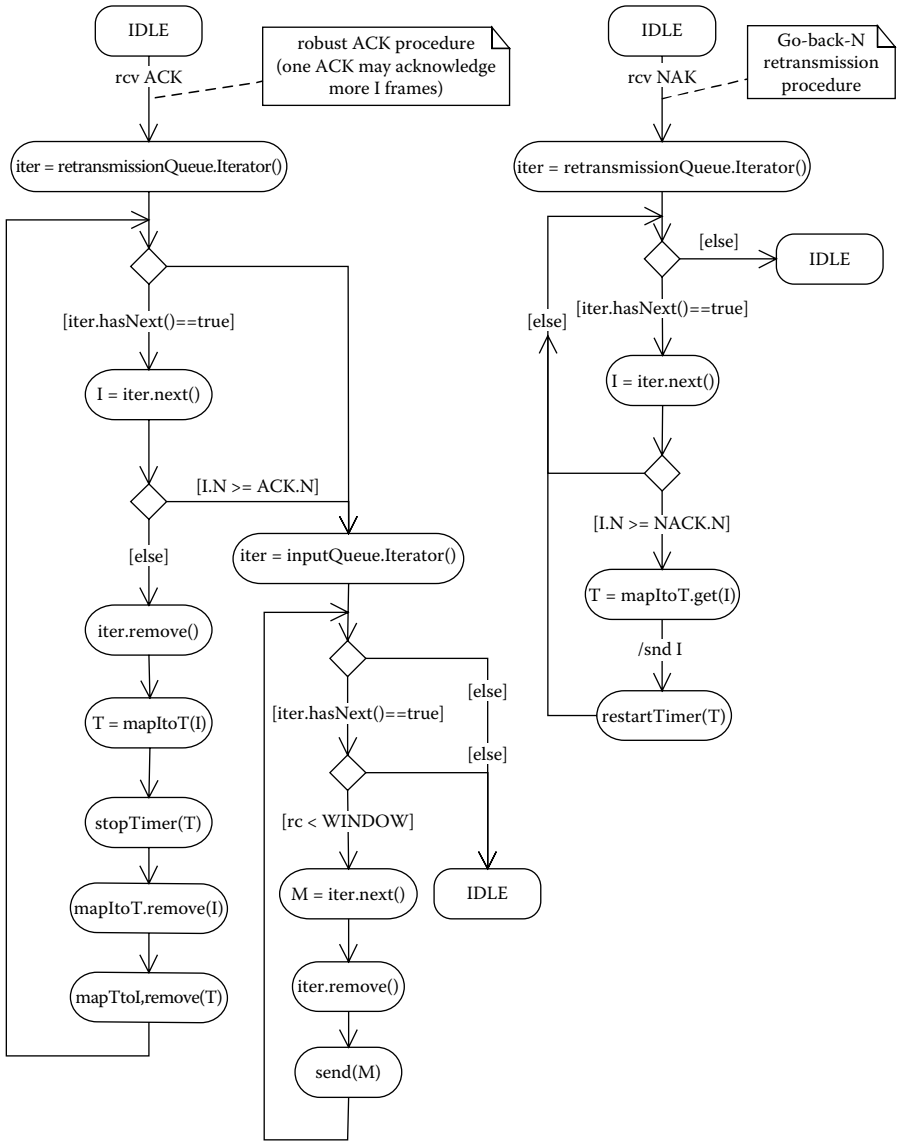 IDLE
rcv ACK
robust ACK procedure
(one ACK may acknowledge
more I frames)
iter = retransmissionQueue.Iterator()
[iter.hasNext()==true]
I = iter.next()
[I.N >= ACK.N]
[else]
iter.remove()
T = mapItoT(I)
stopTimer(T)
mapItoT.remove(I)
mapTtoI,remove(T)
iter = inputQueue.Iterator()
[else]
[iter.hasNext()==true]
[else]
[rc < WINDOW]
M = iter.next()
IDLE
iter.remove()
send(M)
IDLE
rcv NAK
Go-back-N
retransmission
procedure
iter = retransmissionQueue.Iterator()
[else]
IDLE
[else]
[iter.hasNext()==true]
I = iter.next()
[I.N >= NACK.N]
T = mapItoT.get(I)
/snd I
restartTimer(T)